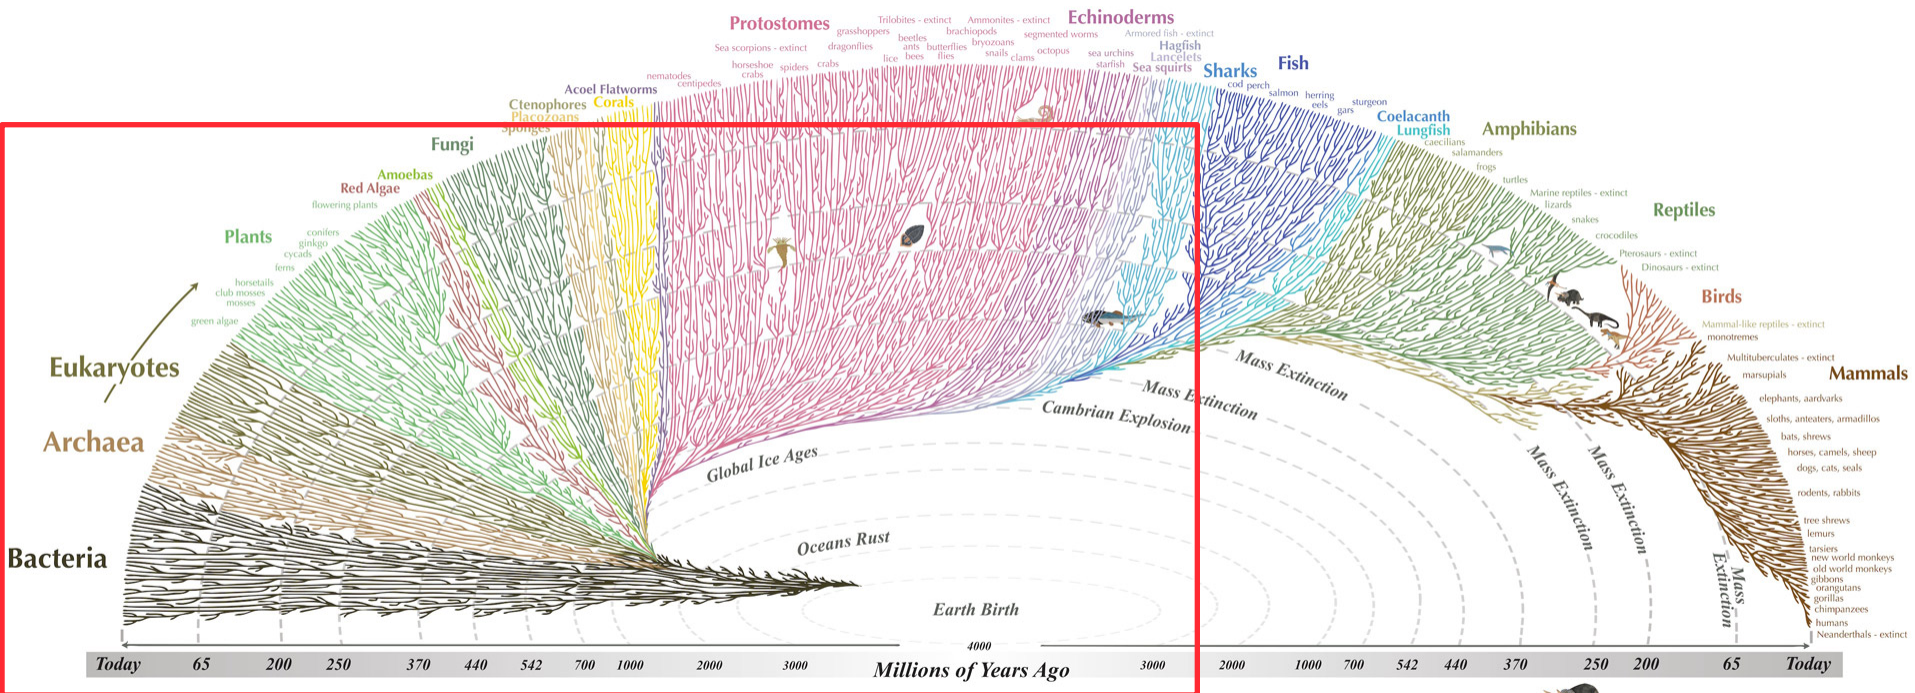 Protostomes
Trilobites - extinct
Ammonites - extinct
Echinoderms
grasshoppers
brachiopods
segmented worms
Armored fish - extinct
Sea scorpions - extinct
dragonflies
beetles
ants
bees
butterflies
flies
bryozoans
snails
octopus
sea urchins
Hagfish
Lancelets
Sea squirts
nematodes
centipedes
horseshoe
crabs
spiders
crabs
lice
clams
starfish
Sharks
Fish
cod
perch
salmon
herring
eels
gars
sturgeon
Coelacanth
Lungfish
Amphibians
caecilians
salamanders
frogs
turtles
Marine reptiles - extinct
lizards
snakes
crocodiles
Reptiles
Pterosaurs - extinct
Dinosaurs - extinct
Birds
Mammal-like reptiles - extinct
monotremes
Multituberculates - extinct
marsupials
Mammals
elephants, aardvarks
sloths, anteaters, armadillos
bats, shrews
horses, camels, sheep
dogs, cats, seals
rodents, rabbits
tree shrews
lemurs
tarsiers
new world monkeys
old world monkeys
gibbons
orangutans
gorillas
chimpanzees
humans
Neanderthals - extinct
Acoel Flatworms
Ctenophores
Corals
Placozoans
Sponges
Fungi
Amoebas
Red Algae
flowering plants
Plants
conifers
ginkgo
cycads
ferns
horsetails
club mosses
mosses
green algae
Eukaryotes
Archaea
Bacteria
Mass Extinction
Mass Extinction
Cambrian Explosion
Global Ice Ages
Oceans Rust
Earth Birth
Mass Extinction
Mass Extinction
Mass
Extinction
4000
Today 65 200 250 370 440 542 700 1000 2000 3000 Millions of Years Ago 3000 2000 1000 700 542 440 370 250 200 65 Today